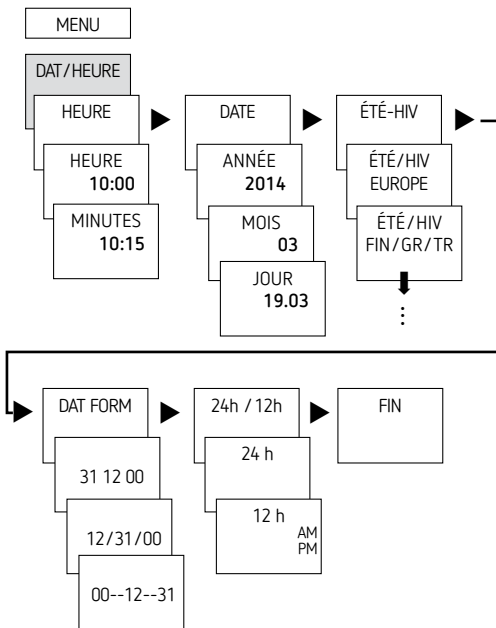 MENU
DAT/HEURE
HEURE
HEURE
10:00
MINUTES
10:15
DATE
ANNÉE
2014
MOIS
03
JOUR
19.03
ÉTÉ-HIV
ÉTÉ/HIV
EUROPE
ÉTÉ/HIV
FIN/GR/TR
DAT FORM
31 12 00
12/31/00
00--12--31
24h / 12h
24 h
12 h
AM
PM
FIN